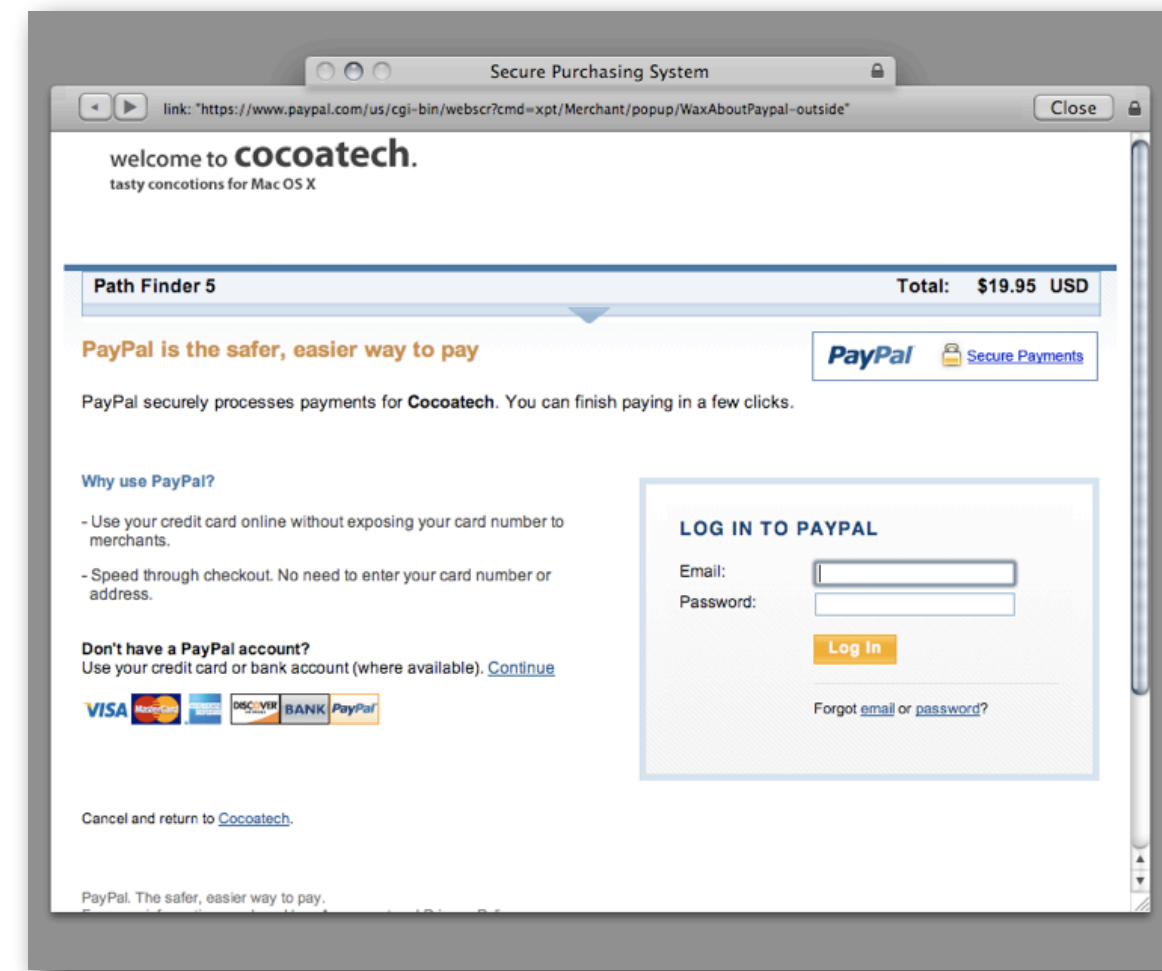 Secure Purchasing System
link: "https://www.paypal.com/us/cgi-bin/webscr?cmd=xpt/Merchant/popup/WaxAboutPaypal-outside"
Close
welcome to cocoatech.
tasty concotions for Mac OS X
Path Finder 5 Total: $19.95 USD
PayPal is the safer, easier way to pay
PayPal Secure Payments
PayPal securely processes payments for Cocoatech. You can finish paying in a few clicks.
Why use PayPal?
- Use your credit card online without exposing your card number to
merchants.
- Speed through checkout. No need to enter your card number or
address.
Don't have a PayPal account?
Use your credit card or bank account (where available). Continue
VISA MasterCard DISCOVER BANK PayPal
LOG IN TO PAYPAL
Email:
Password:
Log In
Forgot email or password?
Cancel and return to Cocoatech.
PayPal. The safer, easier way to pay.